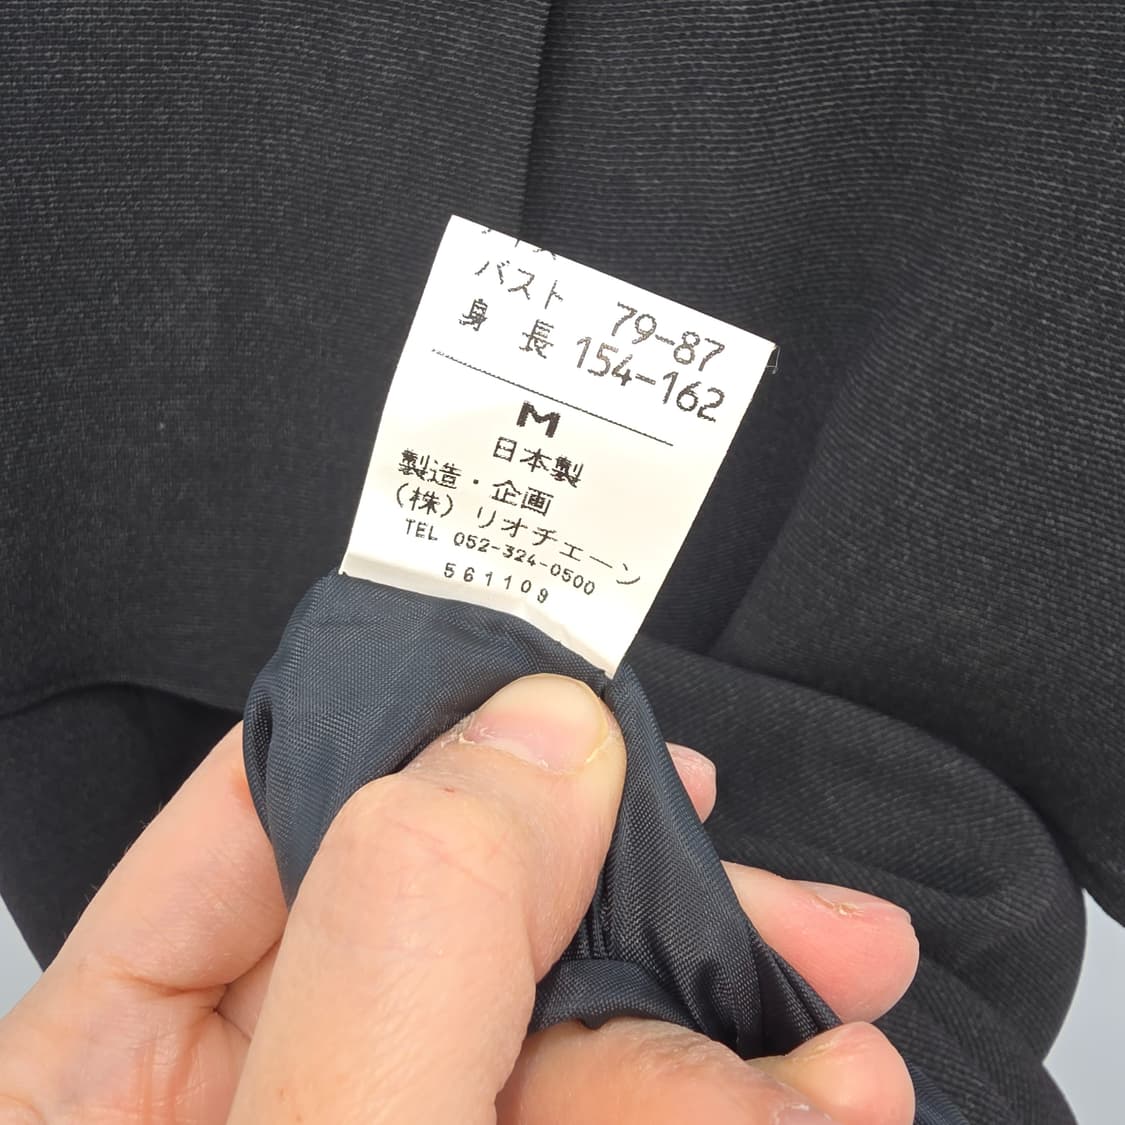 バスト 79-87
身長 154-162
M
日本製
製造・企画
(株) リオチェーン
TEL 052-324-0500
561109